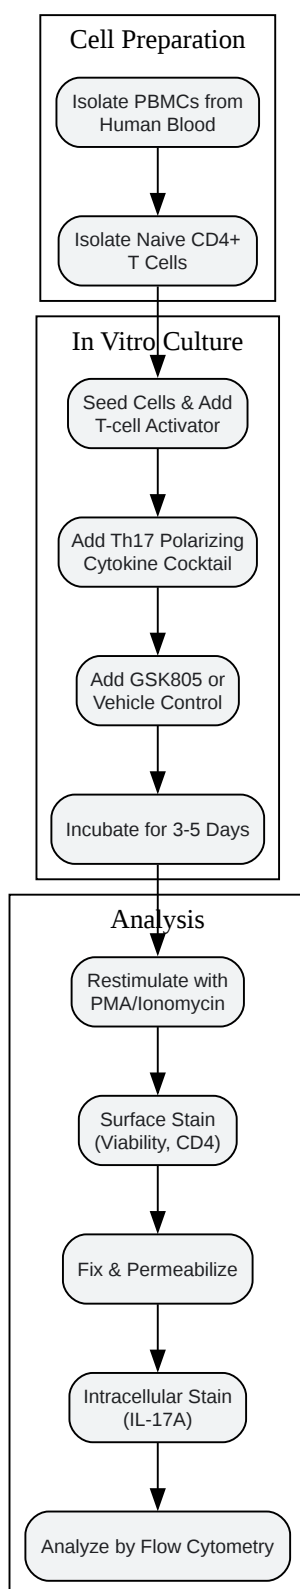 Cell Preparation
Isolate PBMCs from
Human Blood
Isolate Naive CD4+
T Cells
In Vitro Culture
Seed Cells & Add
T-cell Activator
Add Th17 Polarizing
Cytokine Cocktail
Add GSK805 or
Vehicle Control
Incubate for 3-5 Days
Analysis
Restimulate with
PMA/Ionomycin
Surface Stain
(Viability, CD4)
Fix & Permeabilize
Intracellular Stain
(IL-17A)
Analyze by Flow Cytometry